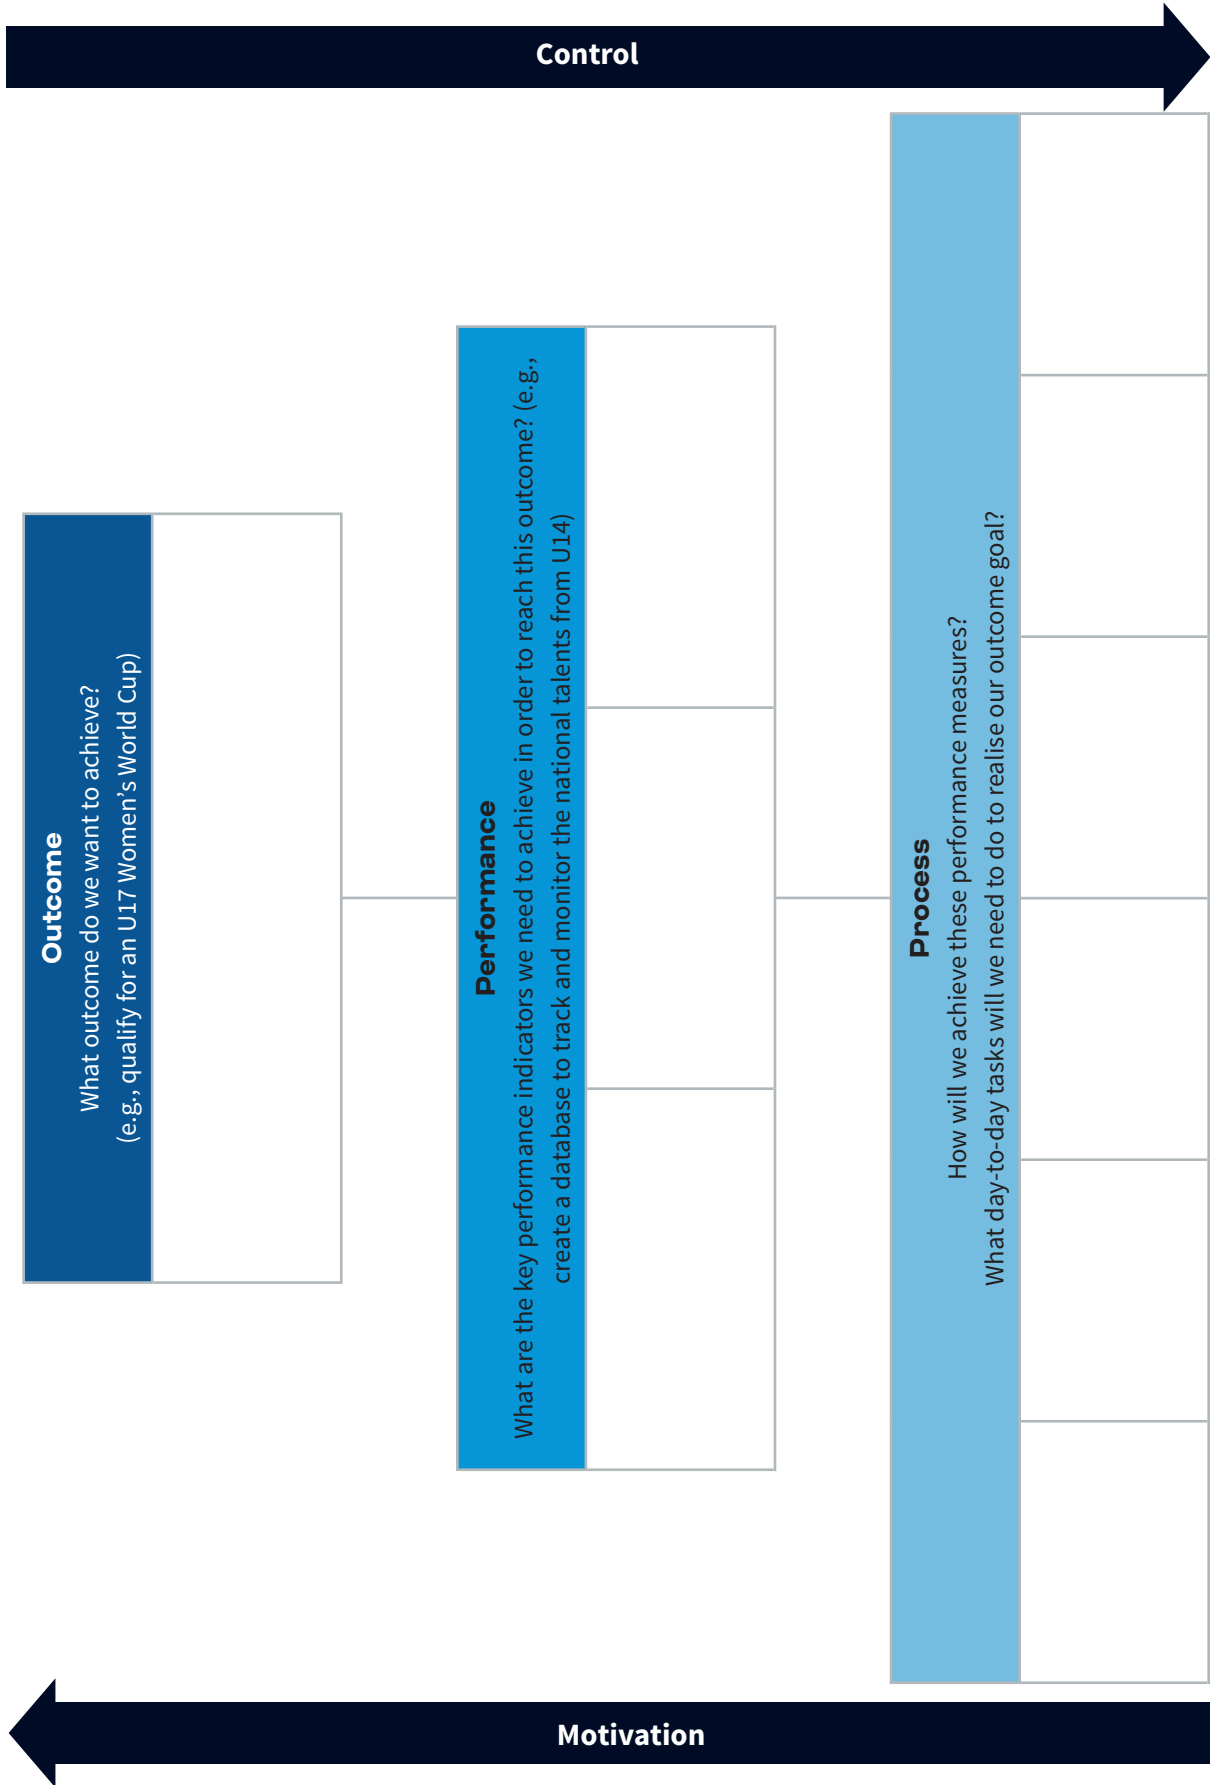 Control
Outcome
What outcome do we want to achieve?
(e.g., qualify for an U17 Women’s World Cup)
Performance
What are the key performance indicators we need to achieve in order to reach this outcome? (e.g.,
create a database to track and monitor the national talents from U14)
Process
How will we achieve these performance measures?
What day-to-day tasks will we need to do to realise our outcome goal?
Motivation